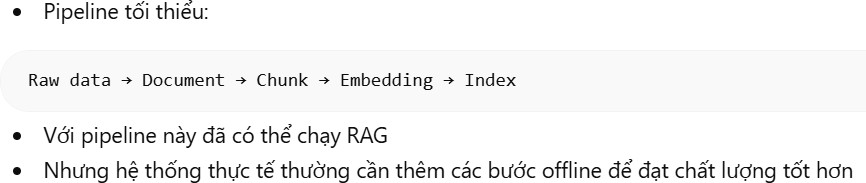 • Pipeline tối thiểu:
Raw data → Document → Chunk → Embedding → Index
• Với pipeline này đã có thể chạy RAG
• Nhưng hệ thống thực tế thường cần thêm các bước offline để đạt chất lượng tốt hơn